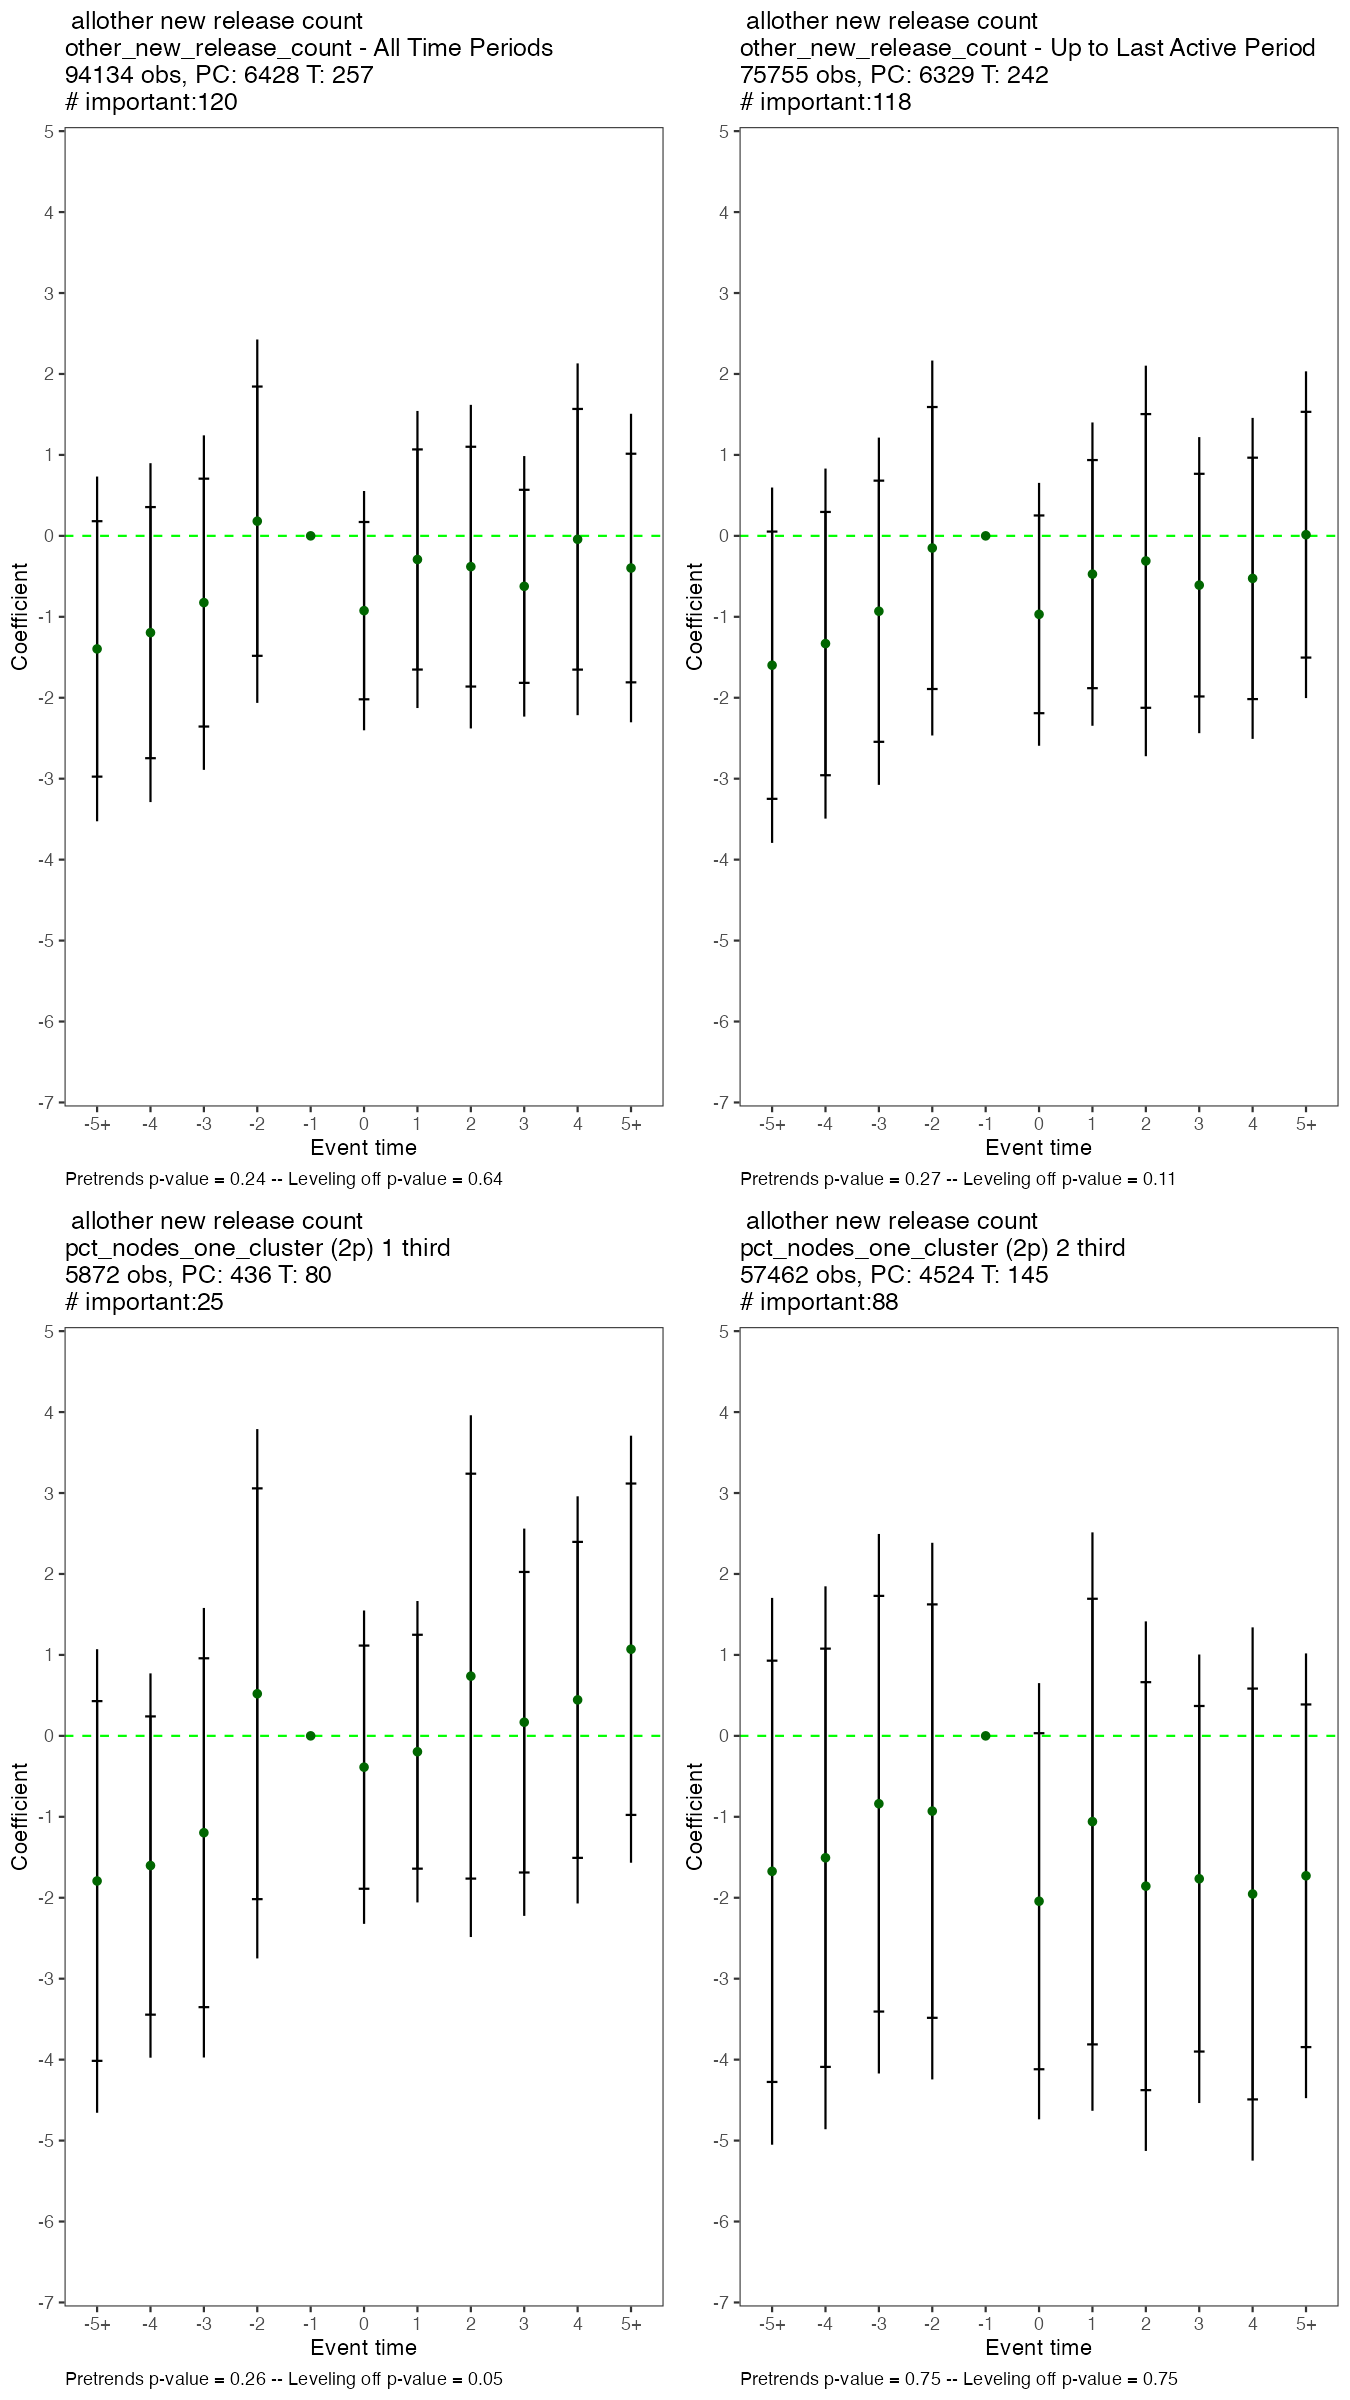 allother new release count
other_new_release_count - All Time Periods
94134 obs, PC: 6428 T: 257
# important:120
5
4
3
2
1
0
-1
-2
-3
-4
-5
-6
-7
Coefficient
-5+ -4 -3 -2 -1 0 1 2 3 4 5+
Event time
Pretrends p-value = 0.24 -- Leveling off p-value = 0.64
allother new release count
other_new_release_count - Up to Last Active Period
75755 obs, PC: 6329 T: 242
# important:118
5
4
3
2
1
0
-1
-2
-3
-4
-5
-6
-7
Coefficient
-5+ -4 -3 -2 -1 0 1 2 3 4 5+
Event time
Pretrends p-value = 0.27 -- Leveling off p-value = 0.11
allother new release count
pct_nodes_one_cluster (2p) 1 third
5872 obs, PC: 436 T: 80
# important:25
5
4
3
2
1
0
-1
-2
-3
-4
-5
-6
-7
Coefficient
-5+ -4 -3 -2 -1 0 1 2 3 4 5+
Event time
Pretrends p-value = 0.26 -- Leveling off p-value = 0.05
allother new release count
pct_nodes_one_cluster (2p) 2 third
57462 obs, PC: 4524 T: 145
# important:88
5
4
3
2
1
0
-1
-2
-3
-4
-5
-6
-7
Coefficient
-5+ -4 -3 -2 -1 0 1 2 3 4 5+
Event time
Pretrends p-value = 0.75 -- Leveling off p-value = 0.75